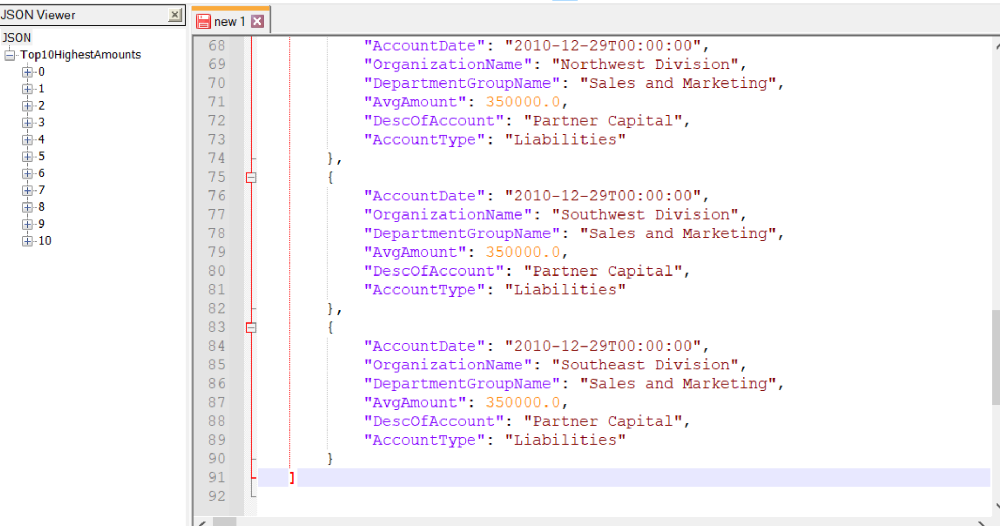 JSON Viewer
JSON
Top10HighestAmounts
0
1
2
3
4
5
6
7
8
9
10
new 1
68 "AccountDate": "2010-12-29T00:00:00",
69 "OrganizationName": "Northwest Division",
70 "DepartmentGroupName": "Sales and Marketing",
71 "AvgAmount": 350000.0,
72 "DescOfAccount": "Partner Capital",
73 "AccountType": "Liabilities"
74 },
75 {
76 "AccountDate": "2010-12-29T00:00:00",
77 "OrganizationName": "Southwest Division",
78 "DepartmentGroupName": "Sales and Marketing",
79 "AvgAmount": 350000.0,
80 "DescOfAccount": "Partner Capital",
81 "AccountType": "Liabilities"
82 },
83 {
84 "AccountDate": "2010-12-29T00:00:00",
85 "OrganizationName": "Southeast Division",
86 "DepartmentGroupName": "Sales and Marketing",
87 "AvgAmount": 350000.0,
88 "DescOfAccount": "Partner Capital",
89 "AccountType": "Liabilities"
90 }
91 ]
92